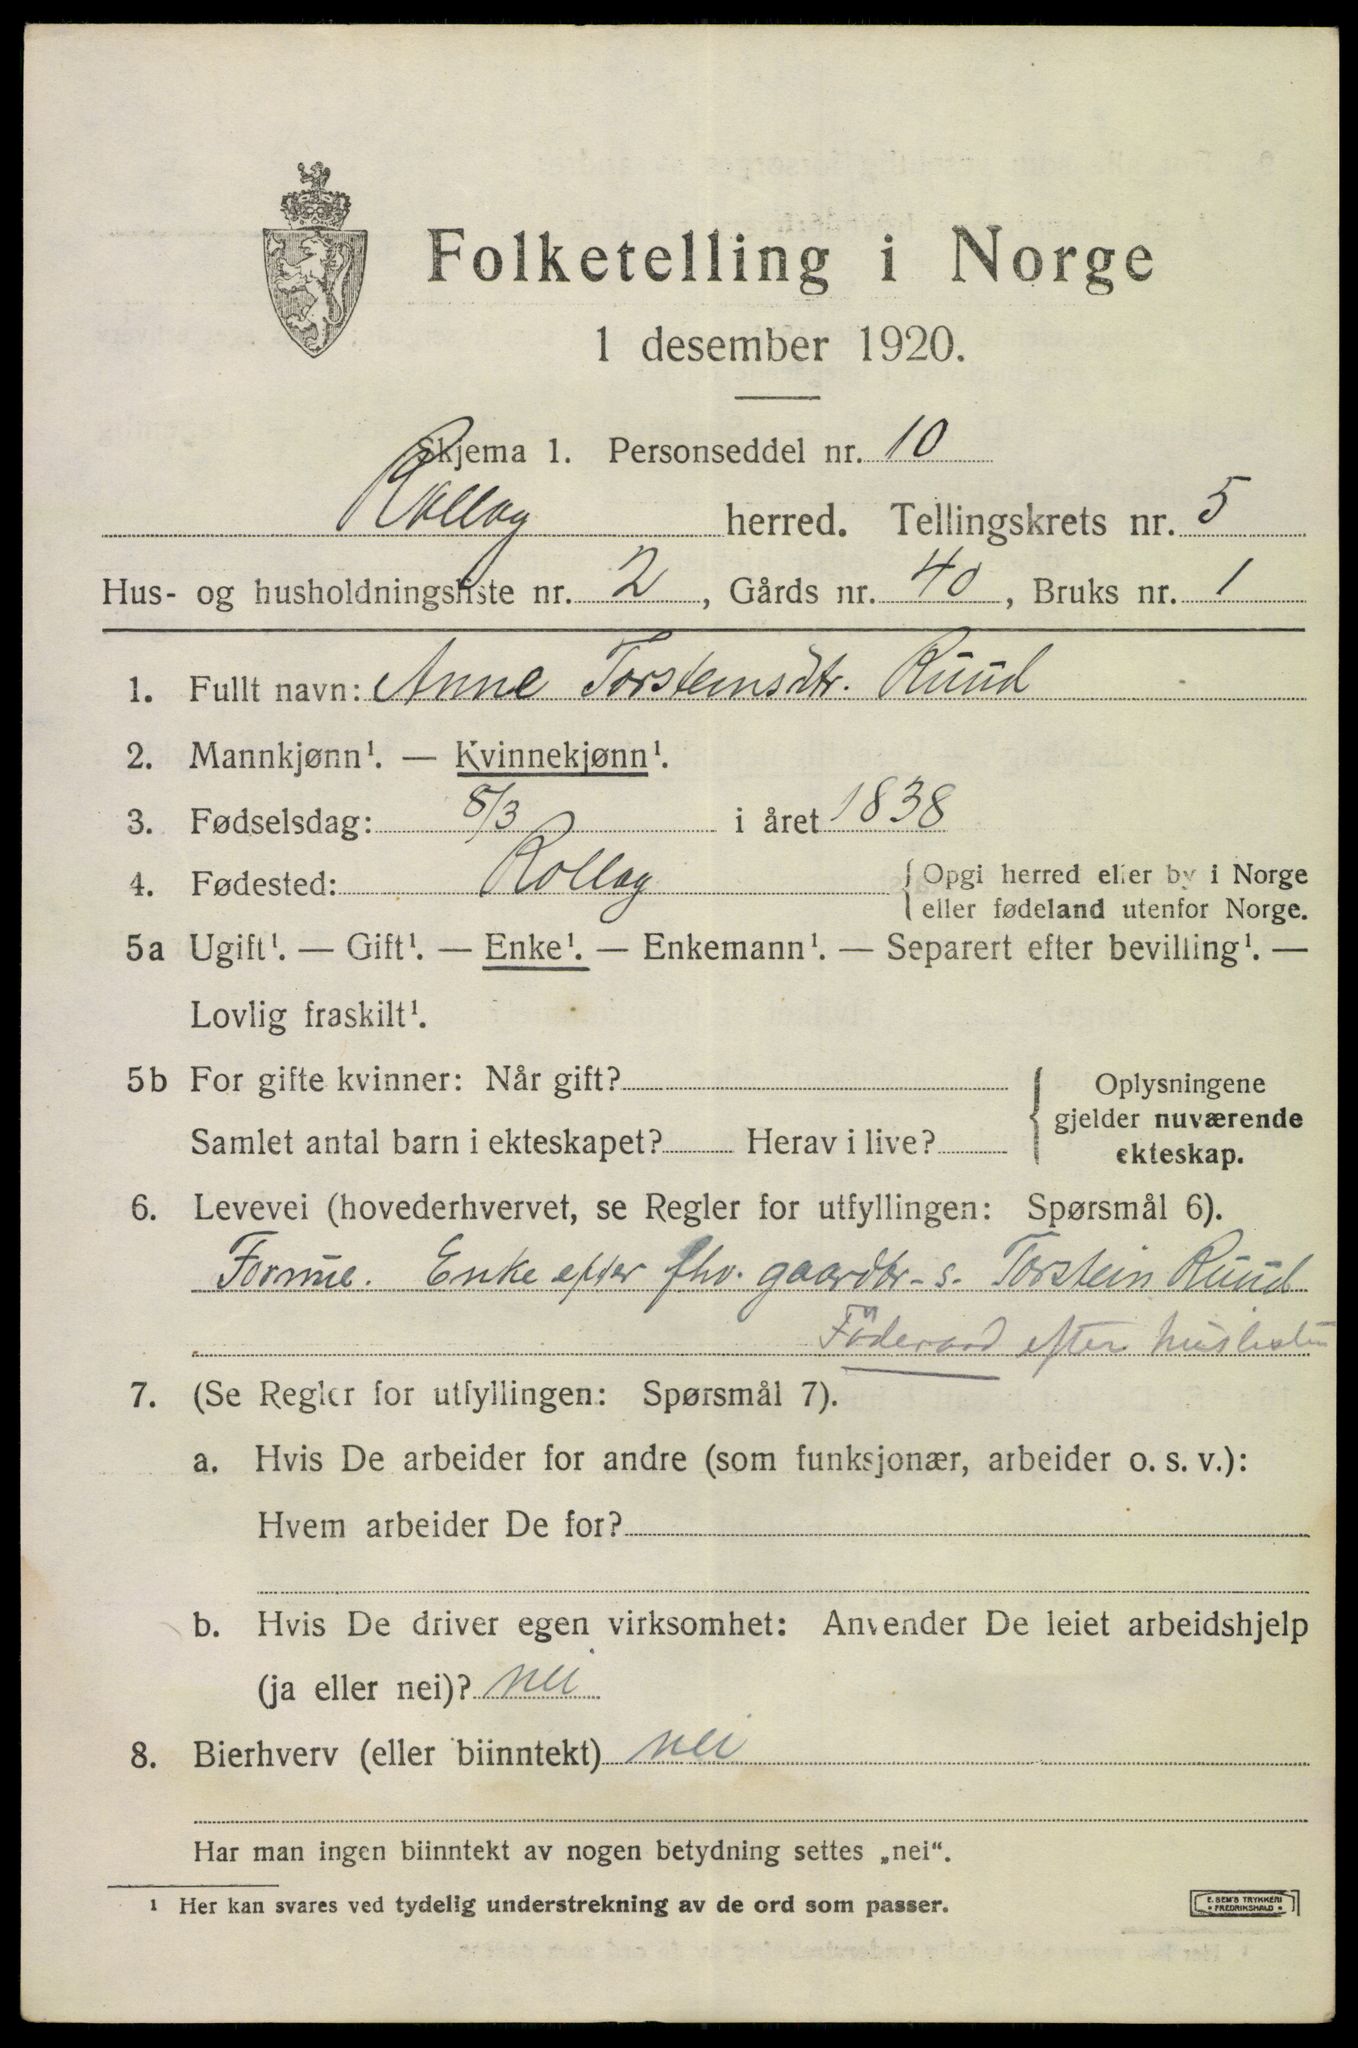 Folketelling i Norge
1 desember 1920.
Skjema 1. Personseddel nr. 10
Rollag herred. Tellingskrets nr. 5
Hus- og husholdningsliste nr. 2, Gårds nr. 40, Bruks nr. 1
1. Fullt navn: Anne Torsteinsdtr. Ruud
2. Mannkjønn¹. — Kvinnekjønn¹.
3. Fødselsdag: 8/3 i året 1838
4. Fødested: Rollag { Opgi herred eller by i Norge
eller fødeland utenfor Norge.
5a Ugift¹. — Gift¹. — Enke¹. — Enkemann¹. — Separert efter bevilling¹. —
Lovlig fraskilt¹.
5b For gifte kvinner: Når gift?
Samlet antal barn i ekteskapet? Herav i live?
{ Oplysningene
gjelder nuværende
ekteskap.
6. Levevei (hovederhvervet, se Regler for utfyllingen: Spørsmål 6).
Formue. Enke efter fhv. gaardbr-s. Torstein Ruud
Föderaad efter huslisten
7. (Se Regler for utfyllingen: Spørsmål 7).
a. Hvis De arbeider for andre (som funksjonær, arbeider o. s. v.):
Hvem arbeider De for?
b. Hvis De driver egen virksomhet: Anvender De leiet arbeidshjelp
(ja eller nei)? nei
8. Bierhverv (eller biinntekt) nei
Har man ingen biinntekt av nogen betydning settes „nei“.
¹ Her kan svares ved tydelig understrekning av de ord som passer.
E. SEM'S TRYKKERI
• FREDRIKSHALD •